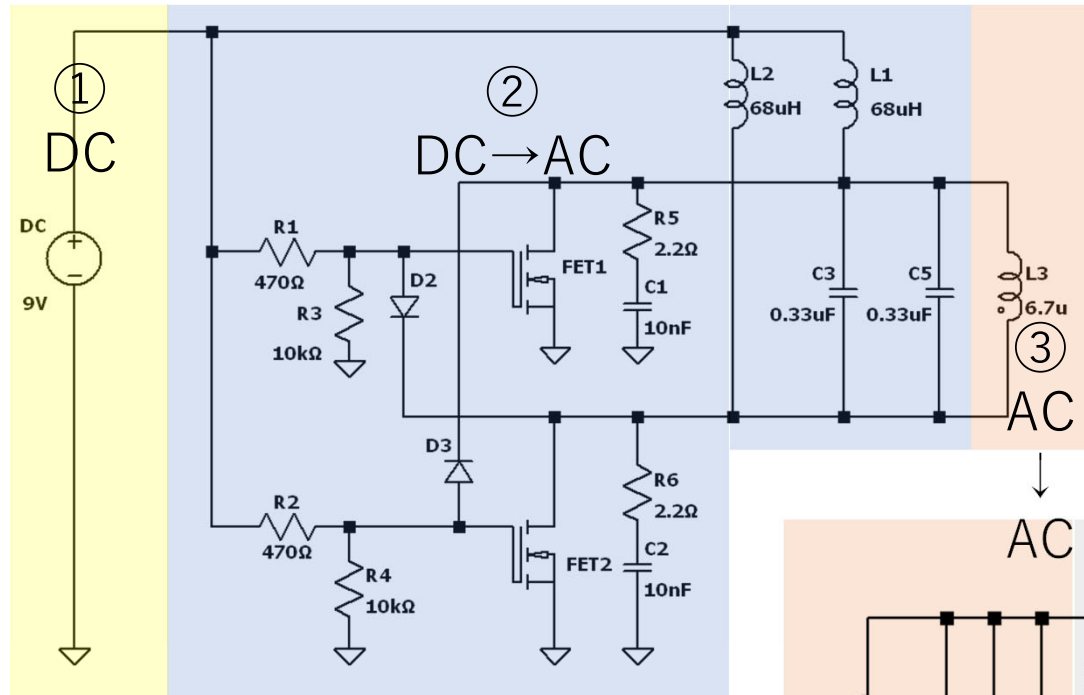 ①
DC
②
DC→AC
DC
+
−
9V
R1
470Ω
R3
10kΩ
D2
FET1
R5
2.2Ω
C1
10nF
L2
68uH
L1
68uH
C3
0.33uF
C5
0.33uF
L3
6.7u
③
AC
↓
AC
D3
R2
470Ω
R4
10kΩ
FET2
R6
2.2Ω
C2
10nF